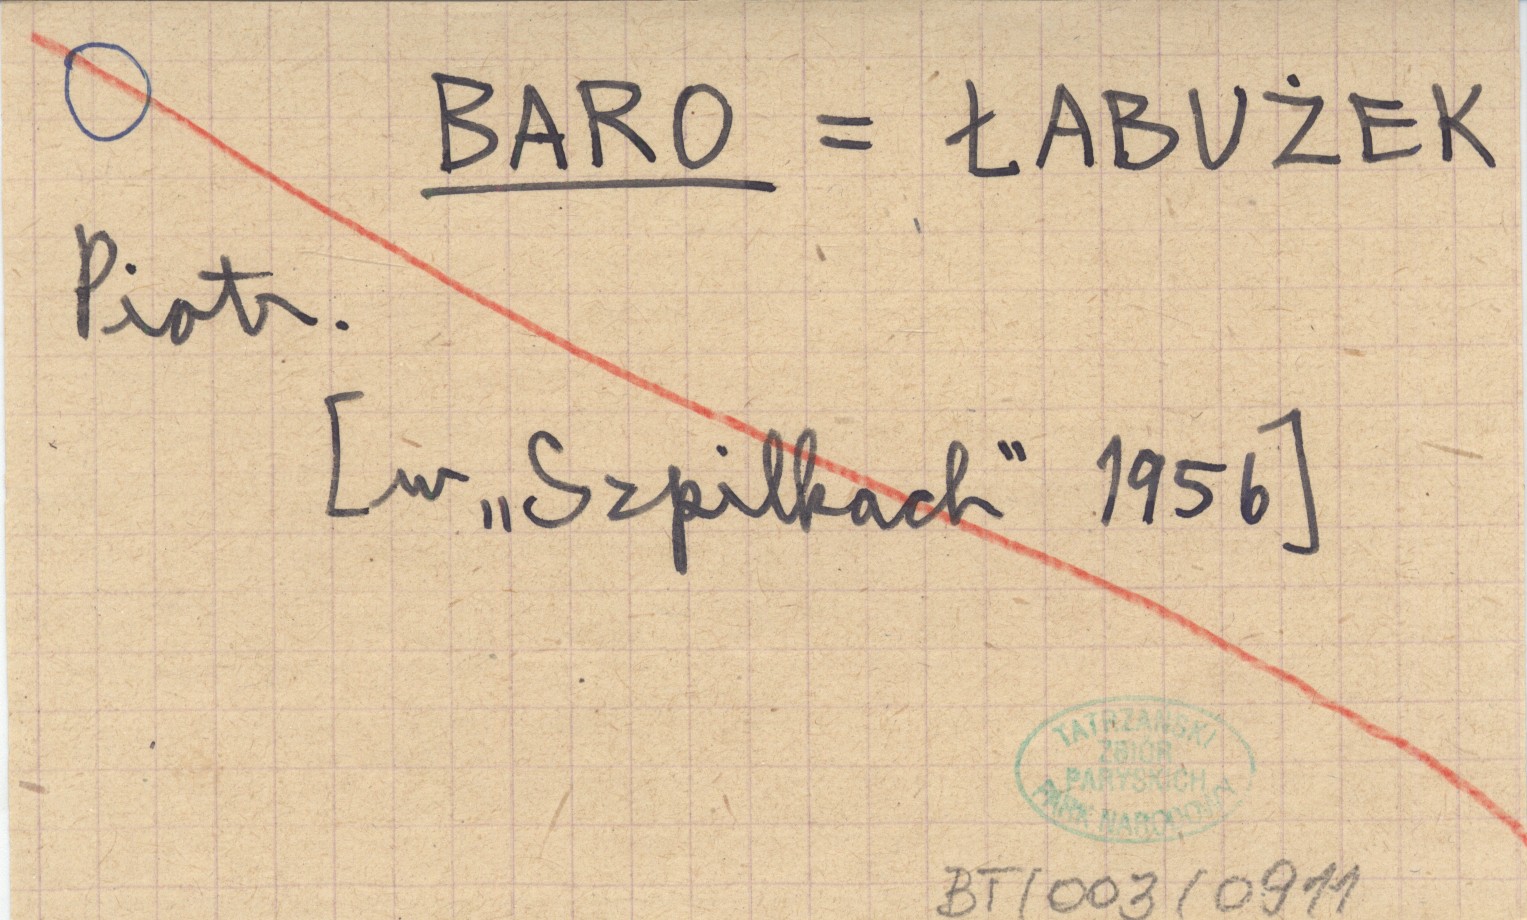 BARO = ŁABUŻEK
Piotr.
[w „Szpilkach" 1956]
TATRZAŃSKI
ZBIÓR
PARYSKICH
PARK NARODOWY
BT/003/0911